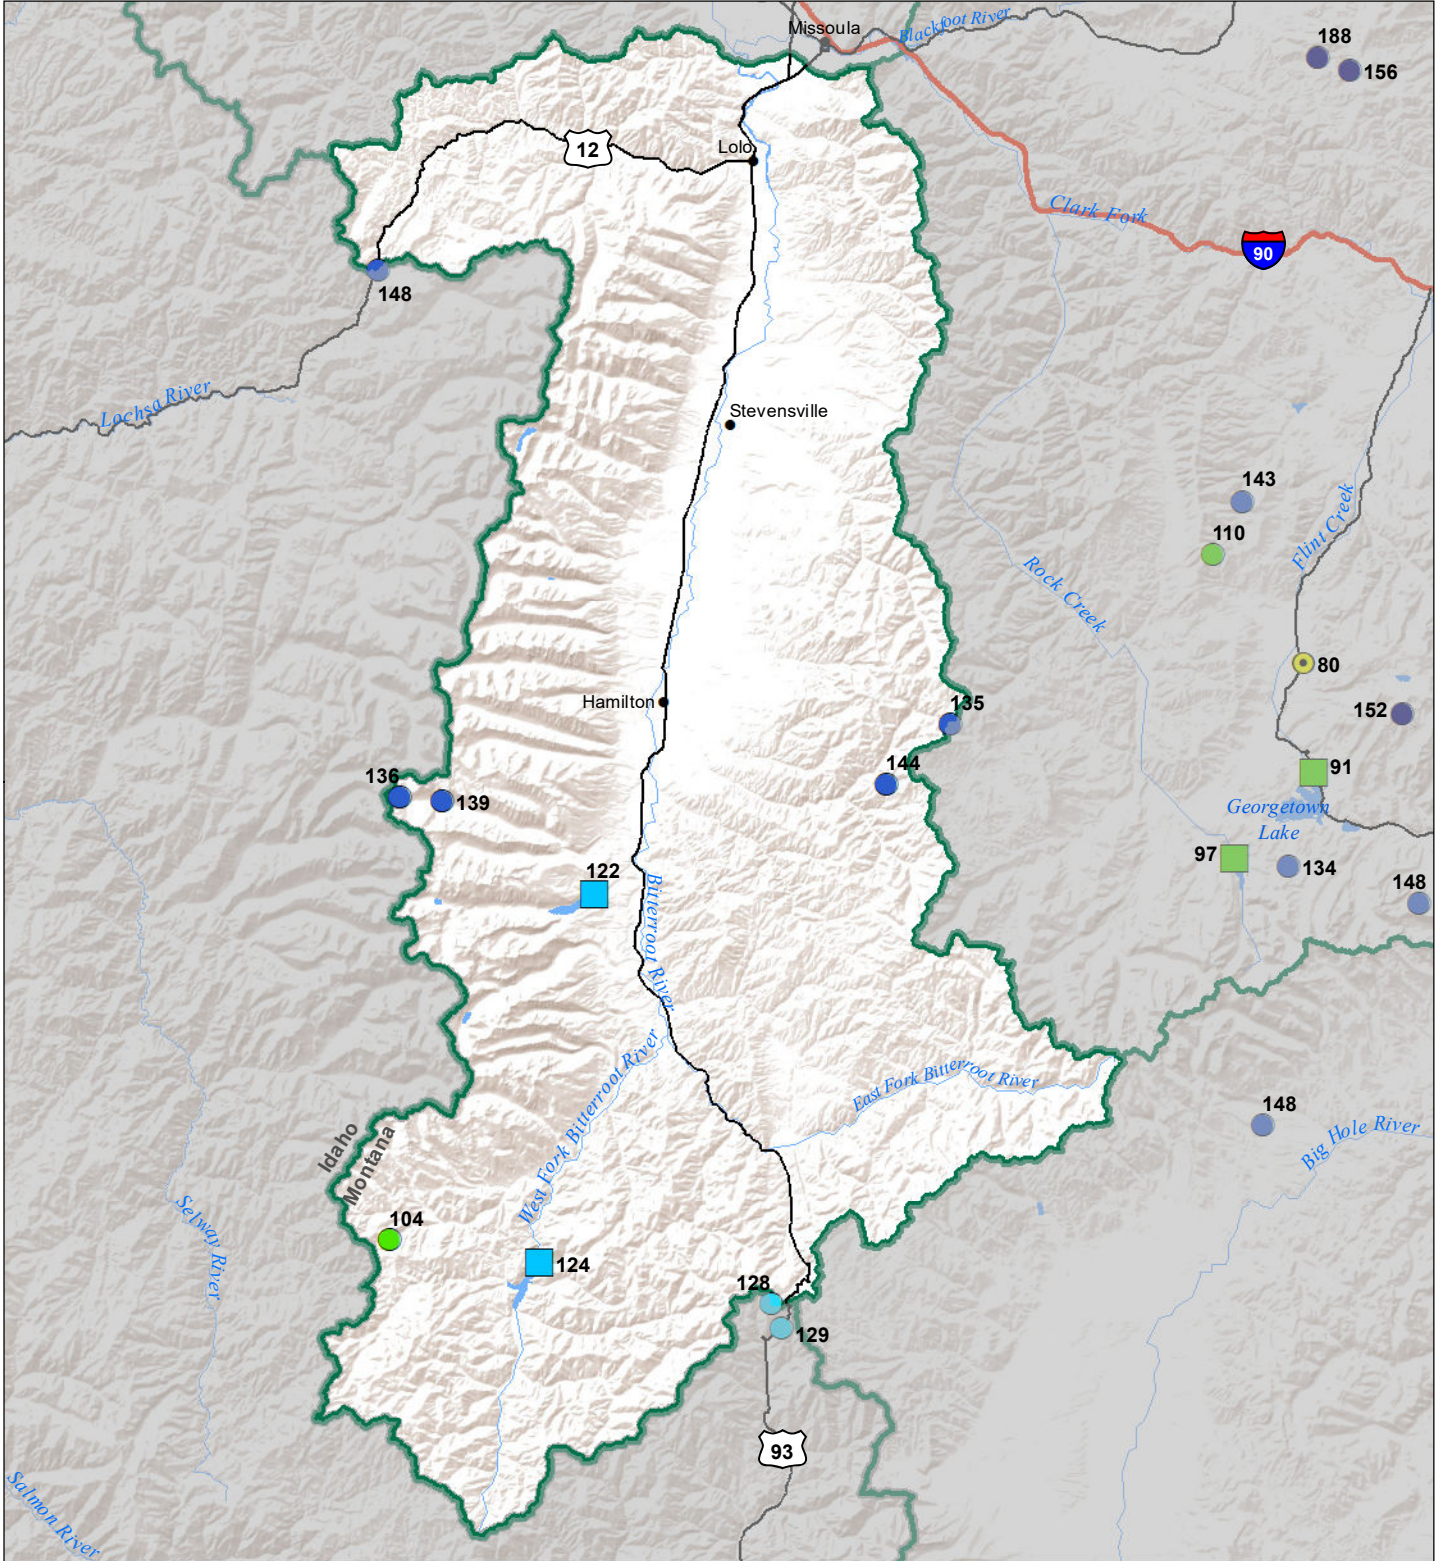 Missoula
Blackfoot River
188
156
12
Lolo
Clark Fork
90
148
Lochsa River
Stevensville
143
110
Flint Creek
Rock Creek
80
Hamilton
135
152
136
139
144
91
Georgetown
Lake
122
97
134
148
Bitterroot River
West Fork Bitterroot River
East Fork Bitterroot River
148
Big Hole River
Idaho
Montana
Selway River
104
124
128
129
93
Salmon River